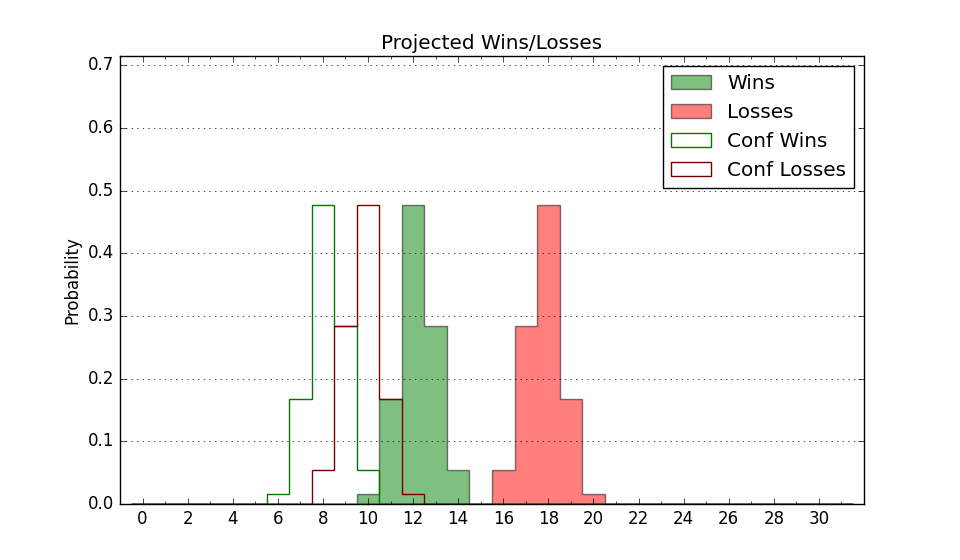 Projected Wins/Losses
0.7
0.6
0.5
0.4
0.3
0.2
0.1
0.0
Probability
Wins
Losses
Conf Wins
Conf Losses
0 2 4 6 8 10 12 14 16 18 20 22 24 26 28 30